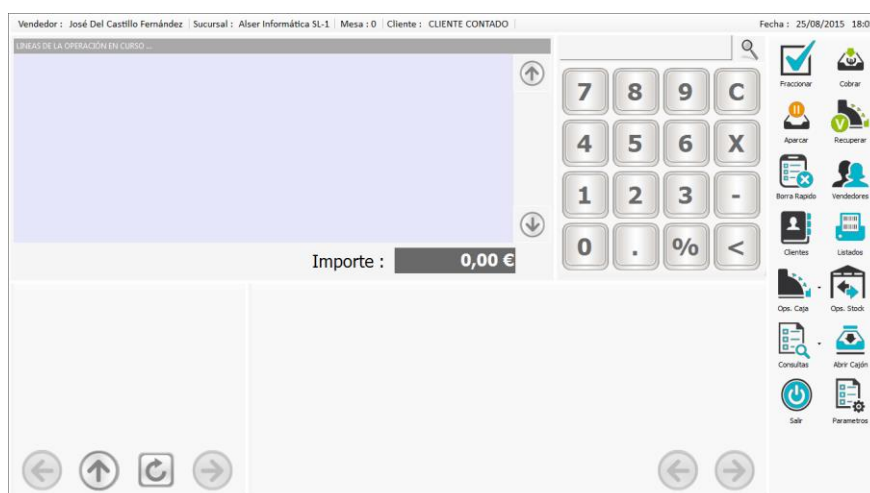 Vendedor : José Del Castillo Fernández Sucursal : Alser Informática SL-1 Mesa : 0 Cliente : CLIENTE CONTADO Fecha : 25/08/2015 18:0
LINEAS DE LA OPERACIÓN EN CURSO ...
7 8 9 C
4 5 6 X
1 2 3 -
0 . % <
Importe : 0,00 €
Fraccionar Cobrar
Aparcar Recuperar
Borra Rapido Vendedores
Clientes Listados
Ops. Caja Ops. Stock
Consultas Abrir Cajón
Salir Parametros